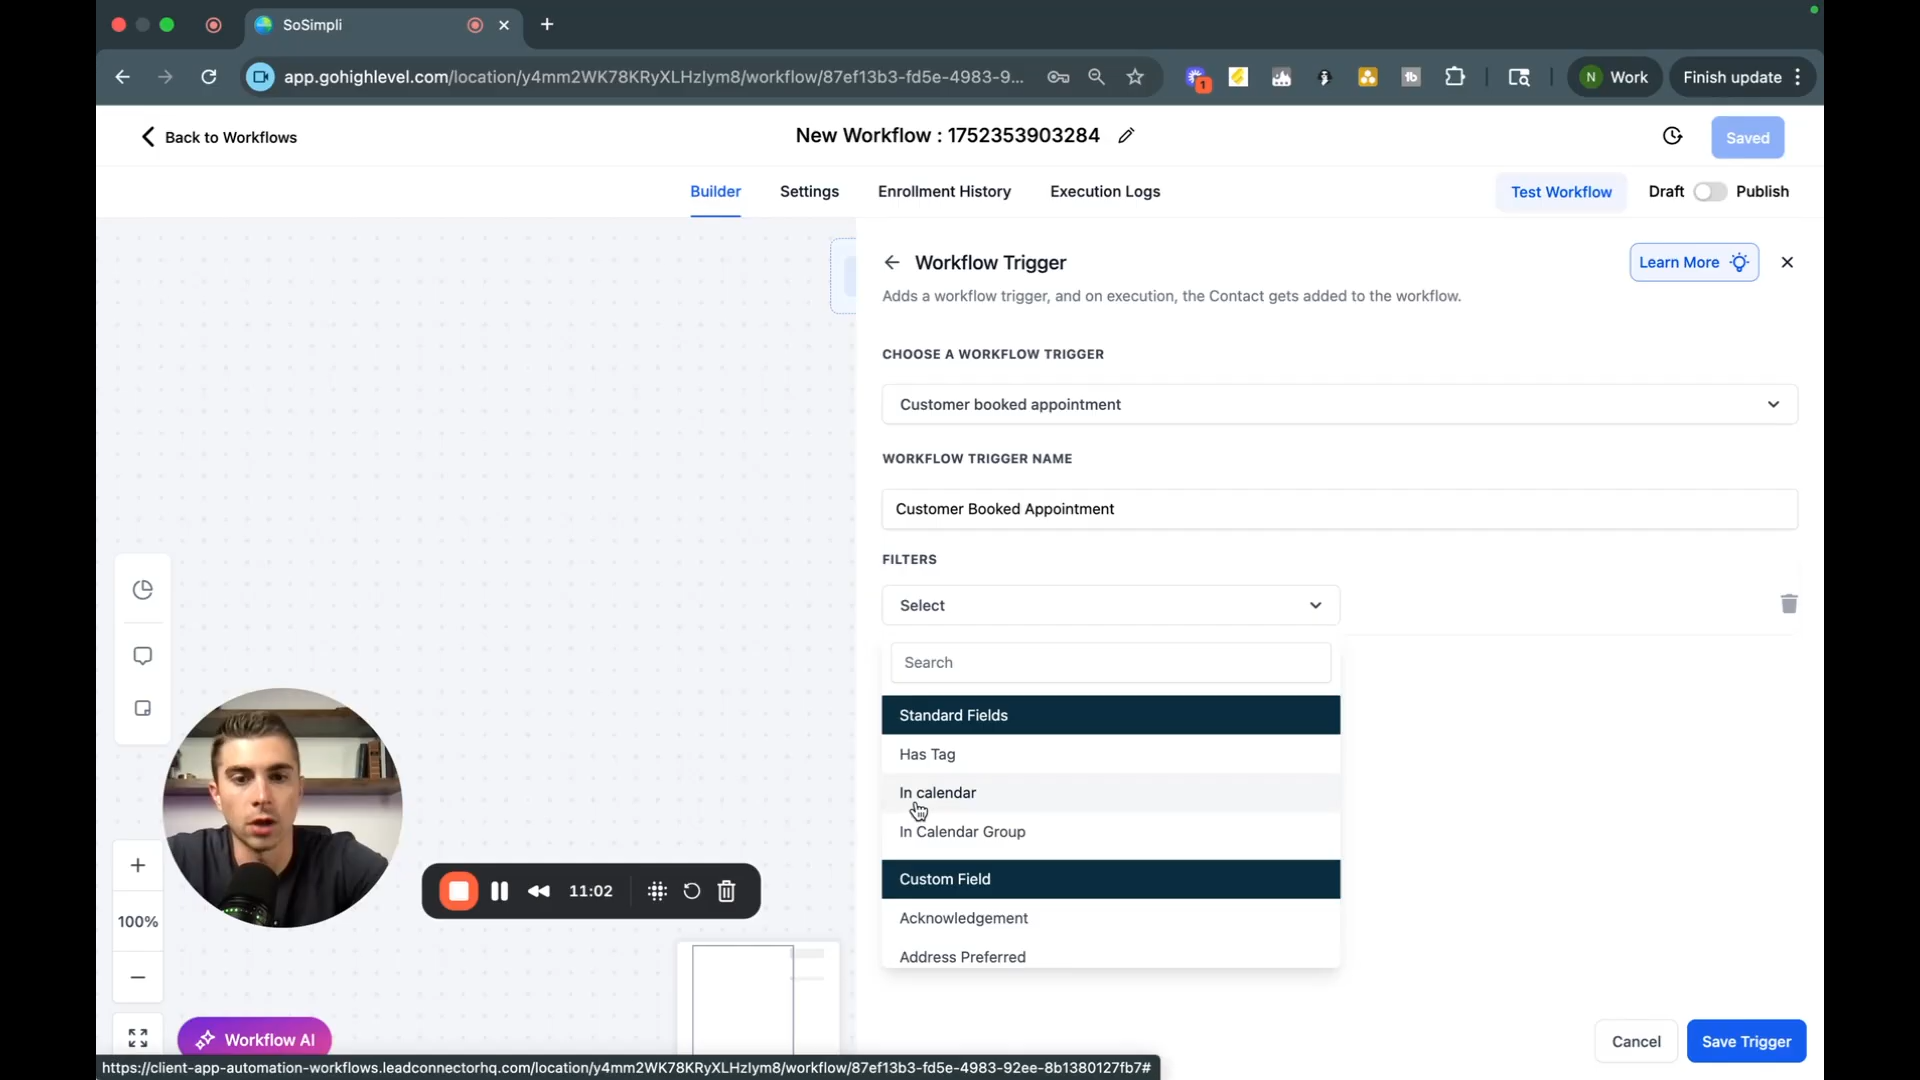 SoSimpli
app.gohighlevel.com/location/y4mm2WK78KRyXLHzIym8/workflow/87ef13b3-fd5e-4983-9...
1
N
Work
Finish update
Back to Workflows
New Workflow : 1752353903284
Saved
Builder
Settings
Enrollment History
Execution Logs
Test Workflow
Draft
Publish
Workflow Trigger
Learn More
Adds a workflow trigger, and on execution, the Contact gets added to the workflow.
CHOOSE A WORKFLOW TRIGGER
Customer booked appointment
WORKFLOW TRIGGER NAME
Customer Booked Appointment
FILTERS
Select
Search
Standard Fields
Has Tag
In calendar
In Calendar Group
Custom Field
Acknowledgement
Address Preferred
11:02
100%
Workflow AI
Cancel
Save Trigger
https://client-app-automation-workflows.leadconnectorhq.com/location/y4mm2WK78KRyXLHzIym8/workflow/87ef13b3-fd5e-4983-92ee-8b1380127fb7#